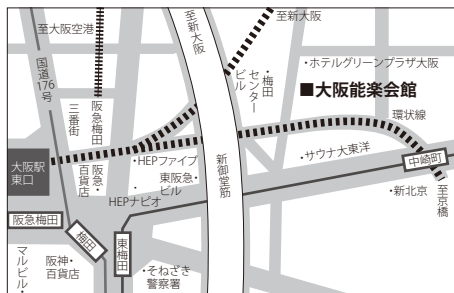 至大阪空港
国道176号
三番街
阪急梅田
至新大阪
至新大阪
・梅田
センター
ビル
・ホテルグリーンプラザ大阪
■大阪能楽会館
環状線
大阪駅
東口
阪急・
百貨店
・HEPファイブ
東阪急・
ビル
HEPナビオ
新御堂筋
・サウナ大東洋
中崎町
・新北京
至京橋
阪急梅田
梅田
東梅田
マルビル・
阪神・
百貨店
・そねざき
警察署